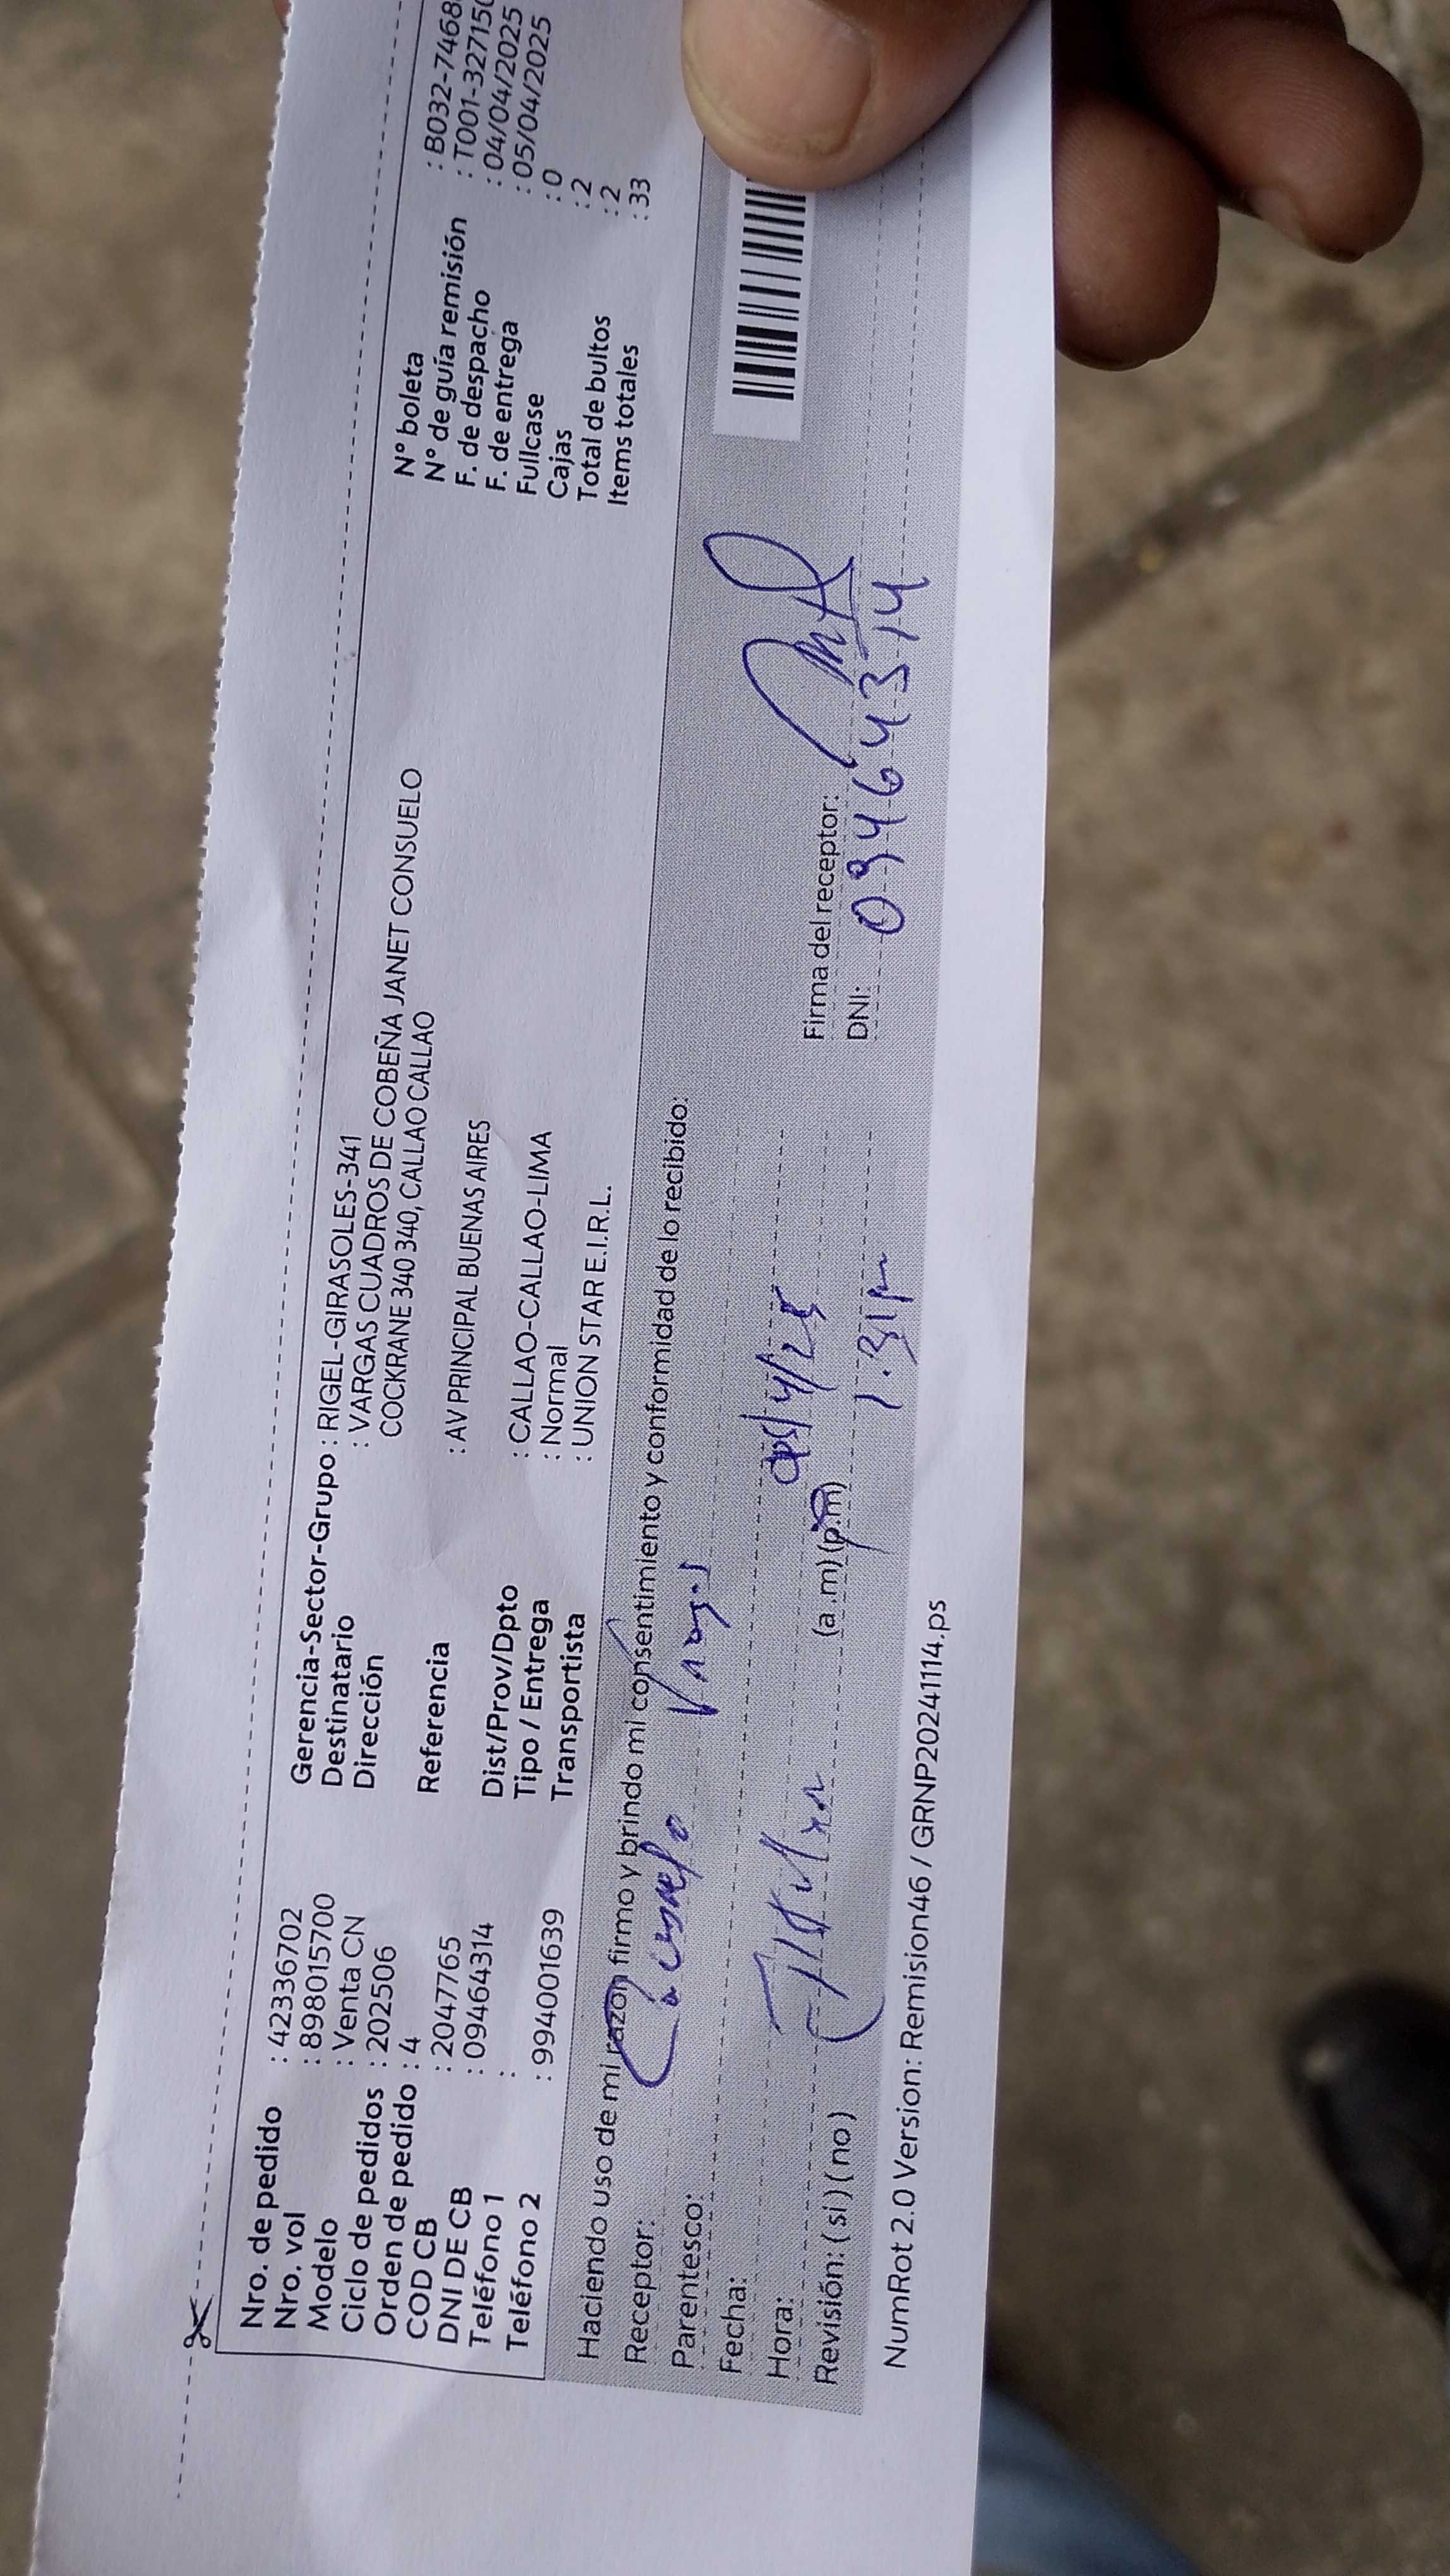 Nro. de pedido : 42336702
Nro. vol : 898015700
Modelo : Venta CN
Ciclo de pedidos : 202506
Orden de pedido : 4
COD CB : 2047765
DNI DE CB : 09464314
Teléfono 1 :
Teléfono 2 : 994001639
Gerencia-Sector-Grupo : RIGEL-GIRASOLES-341
Destinatario : VARGAS CUADROS DE COBEÑA JANET CONSUELO
Dirección COCKRANE 340 340, CALLAO CALLAO
Referencia : AV PRINCIPAL BUENAS AIRES
Dist/Prov/Dpto : CALLAO-CALLAO-LIMA
Tipo / Entrega : Normal
Transportista : UNION STAR E.I.R.L.
N° boleta : B032-7468
N° de guía remisión : T001-327150
F. de despacho : 04/04/2025
F. de entrega : 05/04/2025
Fullcase : 0
Cajas : 2
Total de bultos : 2
Items totales : 33
Haciendo uso de mi razón firmo y brindo mi consentimiento y conformidad de lo recibido:
Receptor: Consuelo Vargas
Parentesco:
Fecha: 05/4/25
Hora: (a .m) (p.m) 1.31pm
Revisión: ( si ) ( no )
Firma del receptor:
DNI: 09464314
NumRot 2.0 Version: Remision46 / GRNP20241114.ps